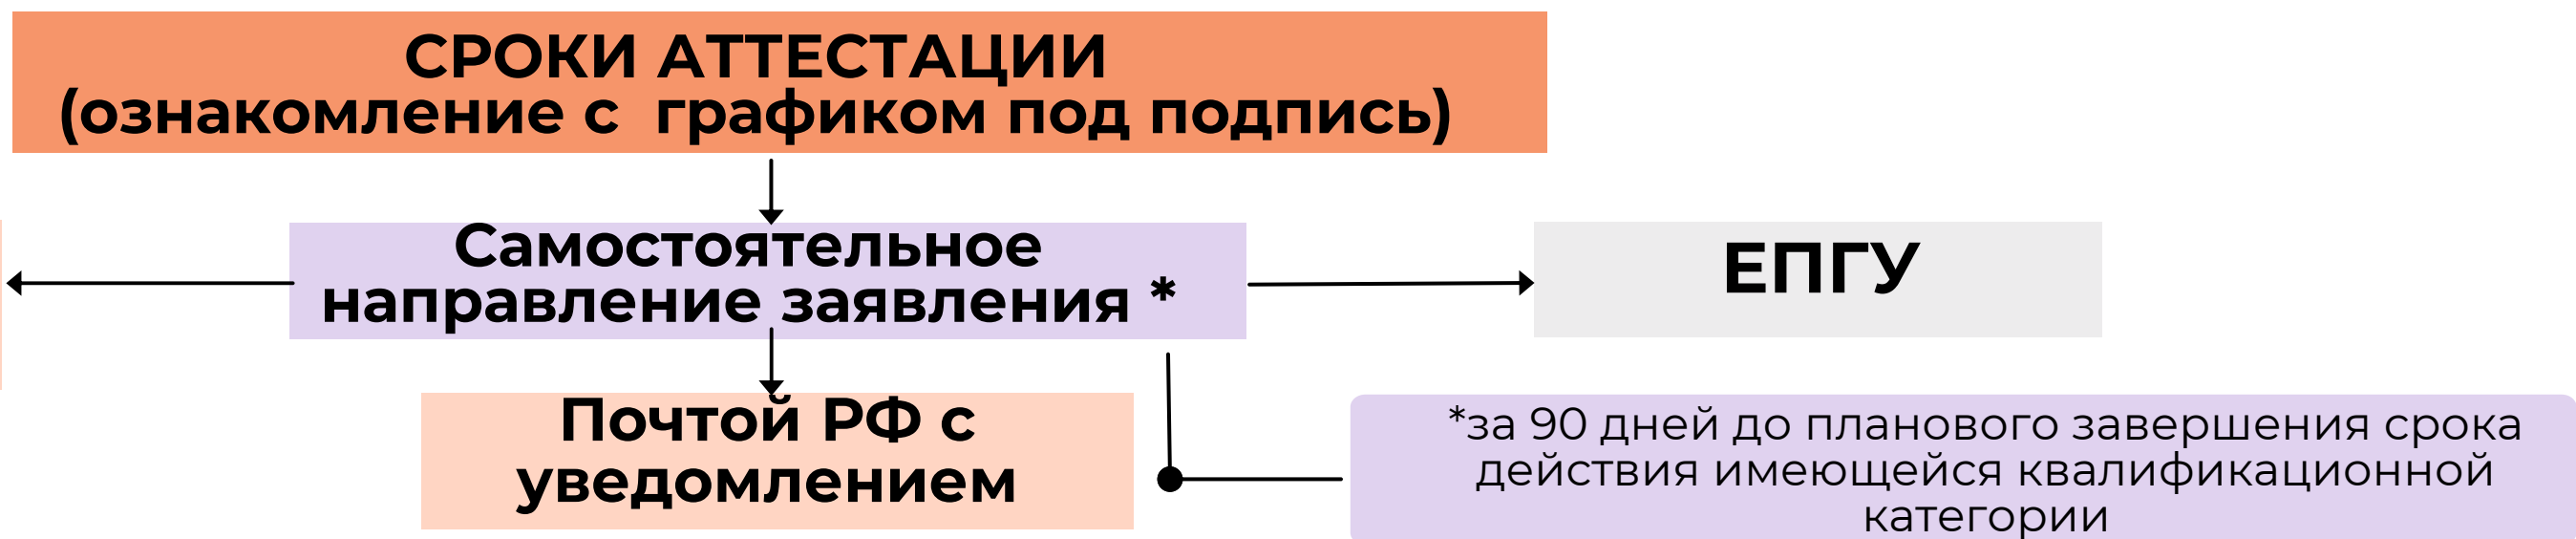 СРОКИ АТТЕСТАЦИИ
(ознакомление с графиком под подпись)
Самостоятельное
направление заявления *
ЕПГУ
Почтой РФ с
уведомлением
*за 90 дней до планового завершения срока
действия имеющейся квалификационной
категории